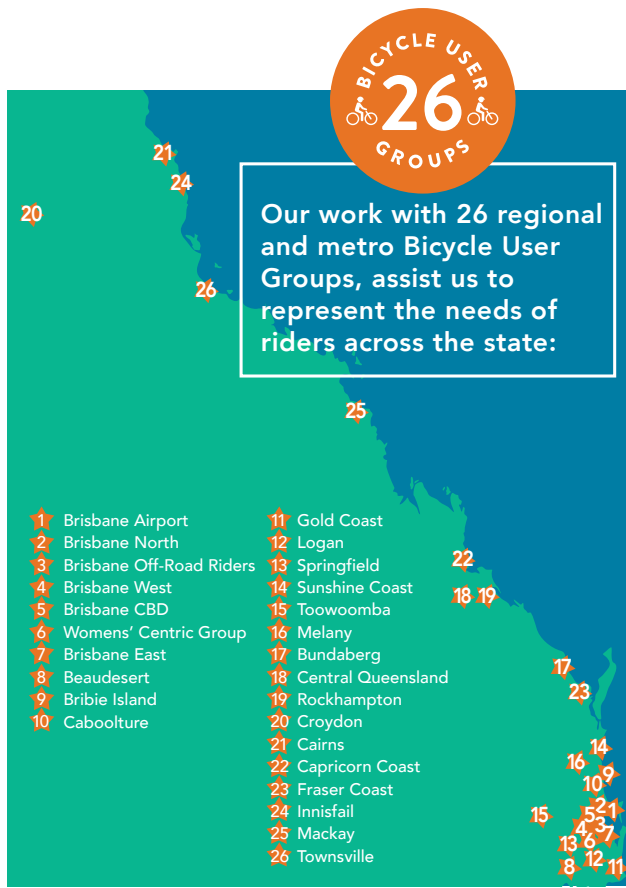 BICYCLE USER
26
GROUPS
Our work with 26 regional
and metro Bicycle User
Groups, assist us to
represent the needs of
riders across the state:
21
24
20
26
25
22
18 19
17
23
14
16
9
10
2 1
15 5
4 3 7
6
13
12
8 11
1 Brisbane Airport
2 Brisbane North
3 Brisbane Off-Road Riders
4 Brisbane West
5 Brisbane CBD
6 Womens' Centric Group
7 Brisbane East
8 Beaudesert
9 Bribie Island
10 Caboolture
11 Gold Coast
12 Logan
13 Springfield
14 Sunshine Coast
15 Toowoomba
16 Melany
17 Bundaberg
18 Central Queensland
19 Rockhampton
20 Croydon
21 Cairns
22 Capricorn Coast
23 Fraser Coast
24 Innisfail
25 Mackay
26 Townsville